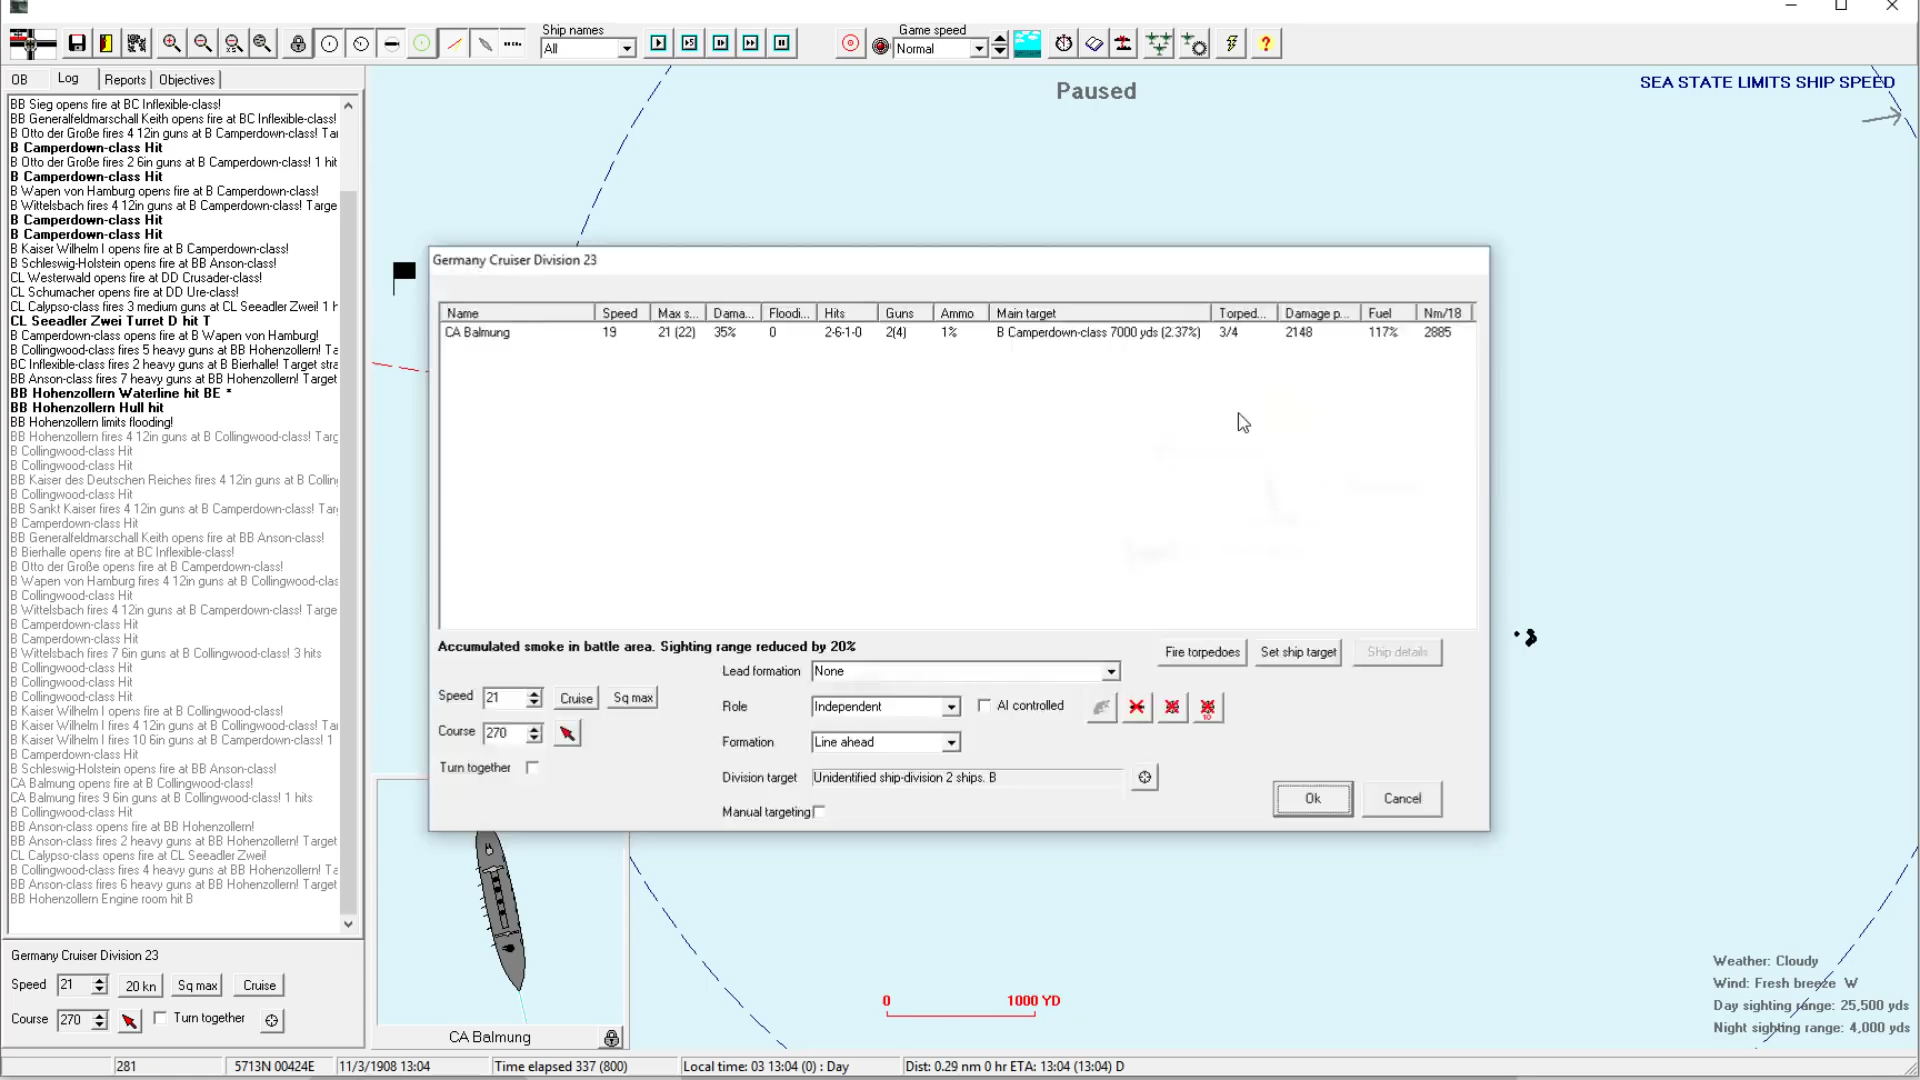 Ship names
All
Game speed
Normal
OB
Log
Reports
Objectives
Paused
SEA STATE LIMITS SHIP SPEED
BB Sieg opens fire at BC Inflexible-class!
BB Generalfeldmarschall Keith opens fire at BC Inflexible-class!
B Otto der Große fires 4 12in guns at B Camperdown-class! Tar
B Camperdown-class Hit
B Otto der Große fires 2 6in guns at B Camperdown-class! 1 hit
B Camperdown-class Hit
B Wapen von Hamburg opens fire at B Camperdown-class!
B Wittelsbach fires 4 12in guns at B Camperdown-class! Targe
B Camperdown-class Hit
B Camperdown-class Hit
B Kaiser Wilhelm I opens fire at B Camperdown-class!
B Schleswig-Holstein opens fire at BB Anson-class!
CL Westerwald opens fire at DD Crusader-class!
CL Schumacher opens fire at DD Ure-class!
CL Calypso-class fires 3 medium guns at CL Seeadler Zwei! 1 h
CL Seeadler Zwei Turret D hit T
B Camperdown-class opens fire at B Wapen von Hamburg!
B Collingwood-class fires 5 heavy guns at BB Hohenzollern! Ta
BC Inflexible-class fires 2 heavy guns at B Bierhalle! Target stra
BB Anson-class fires 7 heavy guns at BB Hohenzollern! Target
BB Hohenzollern Waterline hit BE *
BB Hohenzollern Hull hit
BB Hohenzollern limits flooding!
BB Hohenzollern fires 4 12in guns at B Collingwood-class! Targ
B Collingwood-class Hit
B Collingwood-class Hit
BB Kaiser des Deutschen Reiches fires 4 12in guns at B Colling
B Collingwood-class Hit
BB Sankt Kaiser fires 4 12in guns at B Camperdown-class! Tar
B Camperdown-class Hit
BB Generalfeldmarschall Keith opens fire at BB Anson-class!
B Bierhalle opens fire at BC Inflexible-class!
B Otto der Große opens fire at B Camperdown-class!
B Wapen von Hamburg fires 4 12in guns at B Collingwood-clas
B Collingwood-class Hit
B Wittelsbach fires 4 12in guns at B Camperdown-class! Targe
B Camperdown-class Hit
B Camperdown-class Hit
B Wittelsbach fires 7 6in guns at B Collingwood-class! 3 hits
B Collingwood-class Hit
B Collingwood-class Hit
B Collingwood-class Hit
B Kaiser Wilhelm I opens fire at B Collingwood-class!
B Kaiser Wilhelm I fires 4 12in guns at B Camperdown-class! T
B Kaiser Wilhelm I fires 10 6in guns at B Camperdown-class! 1
B Camperdown-class Hit
B Schleswig-Holstein opens fire at BB Anson-class!
CA Balmung opens fire at B Collingwood-class!
CA Balmung fires 9 6in guns at B Collingwood-class! 1 hits
B Collingwood-class Hit
BB Anson-class opens fire at BB Hohenzollern!
BB Anson-class fires 2 heavy guns at BB Hohenzollern! Target
CL Calypso-class opens fire at CL Seeadler Zwei!
B Collingwood-class fires 4 heavy guns at BB Hohenzollern! Ta
BB Anson-class fires 6 heavy guns at BB Hohenzollern! Target
BB Hohenzollern Engine room hit B
Germany Cruiser Division 23
Name Speed Max s... Dama... Floodi... Hits Guns Ammo Main target Torped... Damage p... Fuel Nm/18
CA Balmung 19 21 (22) 35% 0 2-6-1-0 2(4) 1% B Camperdown-class 7000 yds (2.37%) 3/4 2148 117% 2885
Accumulated smoke in battle area. Sighting range reduced by 20%
Fire torpedoes
Set ship target
Ship details
Lead formation None
Speed 21 Cruise Sq max
Role Independent AI controlled
10
Course 270
Formation Line ahead
Turn together
Division target Unidentified ship-division 2 ships. B
Manual targeting
Ok
Cancel
Germany Cruiser Division 23
Speed 21 20 kn Sq max Cruise
Course 270 Turn together
CA Balmung
0 1000 YD
Weather: Cloudy
Wind: Fresh breeze W
Day sighting range: 25,500 yds
Night sighting range: 4,000 yds
281
5713N 00424E
11/3/1908 13:04
Time elapsed 337 (800)
Local time: 03 13:04 (0) : Day
Dist: 0.29 nm 0 hr ETA: 13:04 (13:04) D